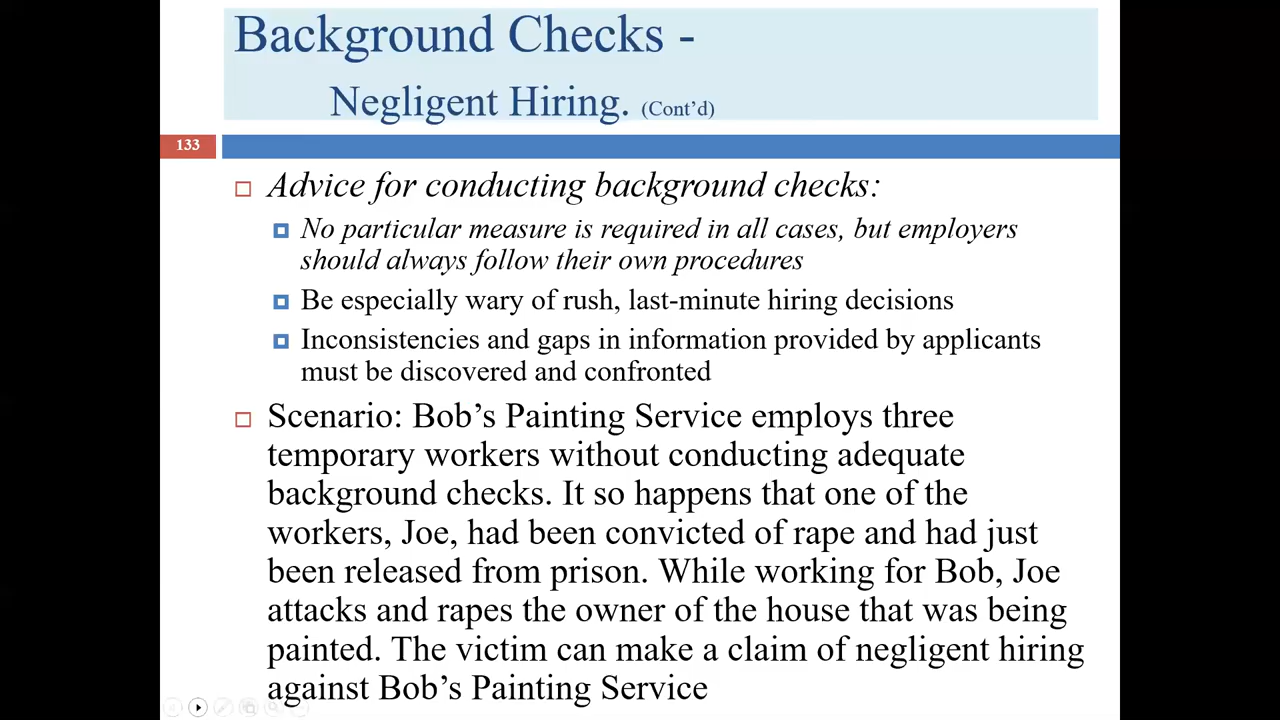 Background Checks -
Negligent Hiring. (Cont’d)
133
Advice for conducting background checks:
No particular measure is required in all cases, but employers
should always follow their own procedures
Be especially wary of rush, last-minute hiring decisions
Inconsistencies and gaps in information provided by applicants
must be discovered and confronted
Scenario: Bob’s Painting Service employs three
temporary workers without conducting adequate
background checks. It so happens that one of the
workers, Joe, had been convicted of rape and had just
been released from prison. While working for Bob, Joe
attacks and rapes the owner of the house that was being
painted. The victim can make a claim of negligent hiring
against Bob’s Painting Service